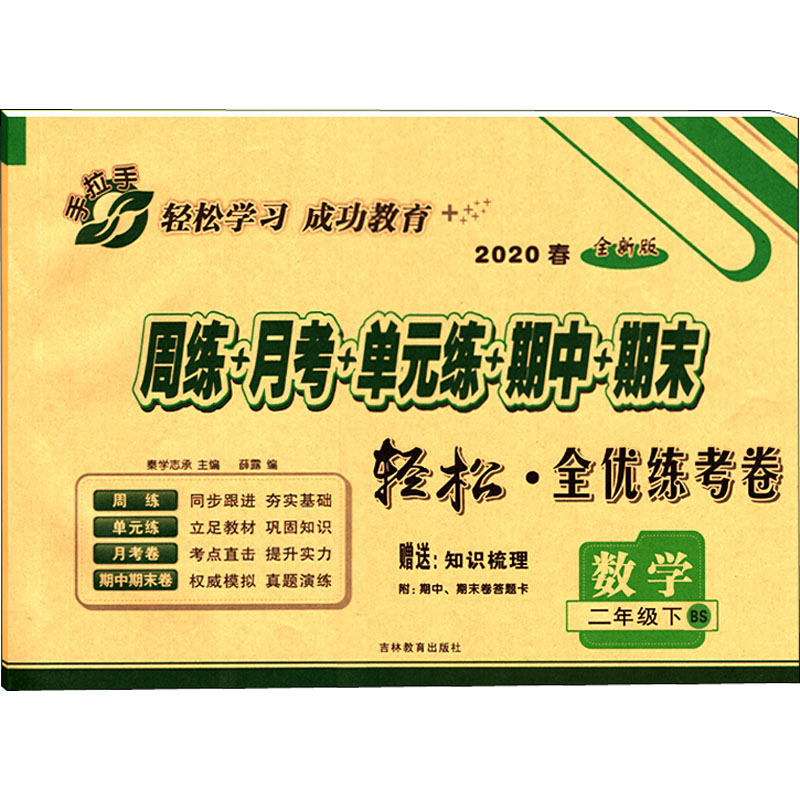 手拉手
轻松学习 成功教育
2020 春 全新版
周练+月考+单元练+期中+期末
轻松·全优练考卷
秦学志承 主编 薛露 编
周练 同步跟进 夯实基础
单元练 立足教材 巩固知识
月考卷 考点直击 提升实力
期中期末卷 权威模拟 真题演练
赠送：知识梳理
附：期中、期末卷答题卡
数学
二年级下 BS
吉林教育出版社